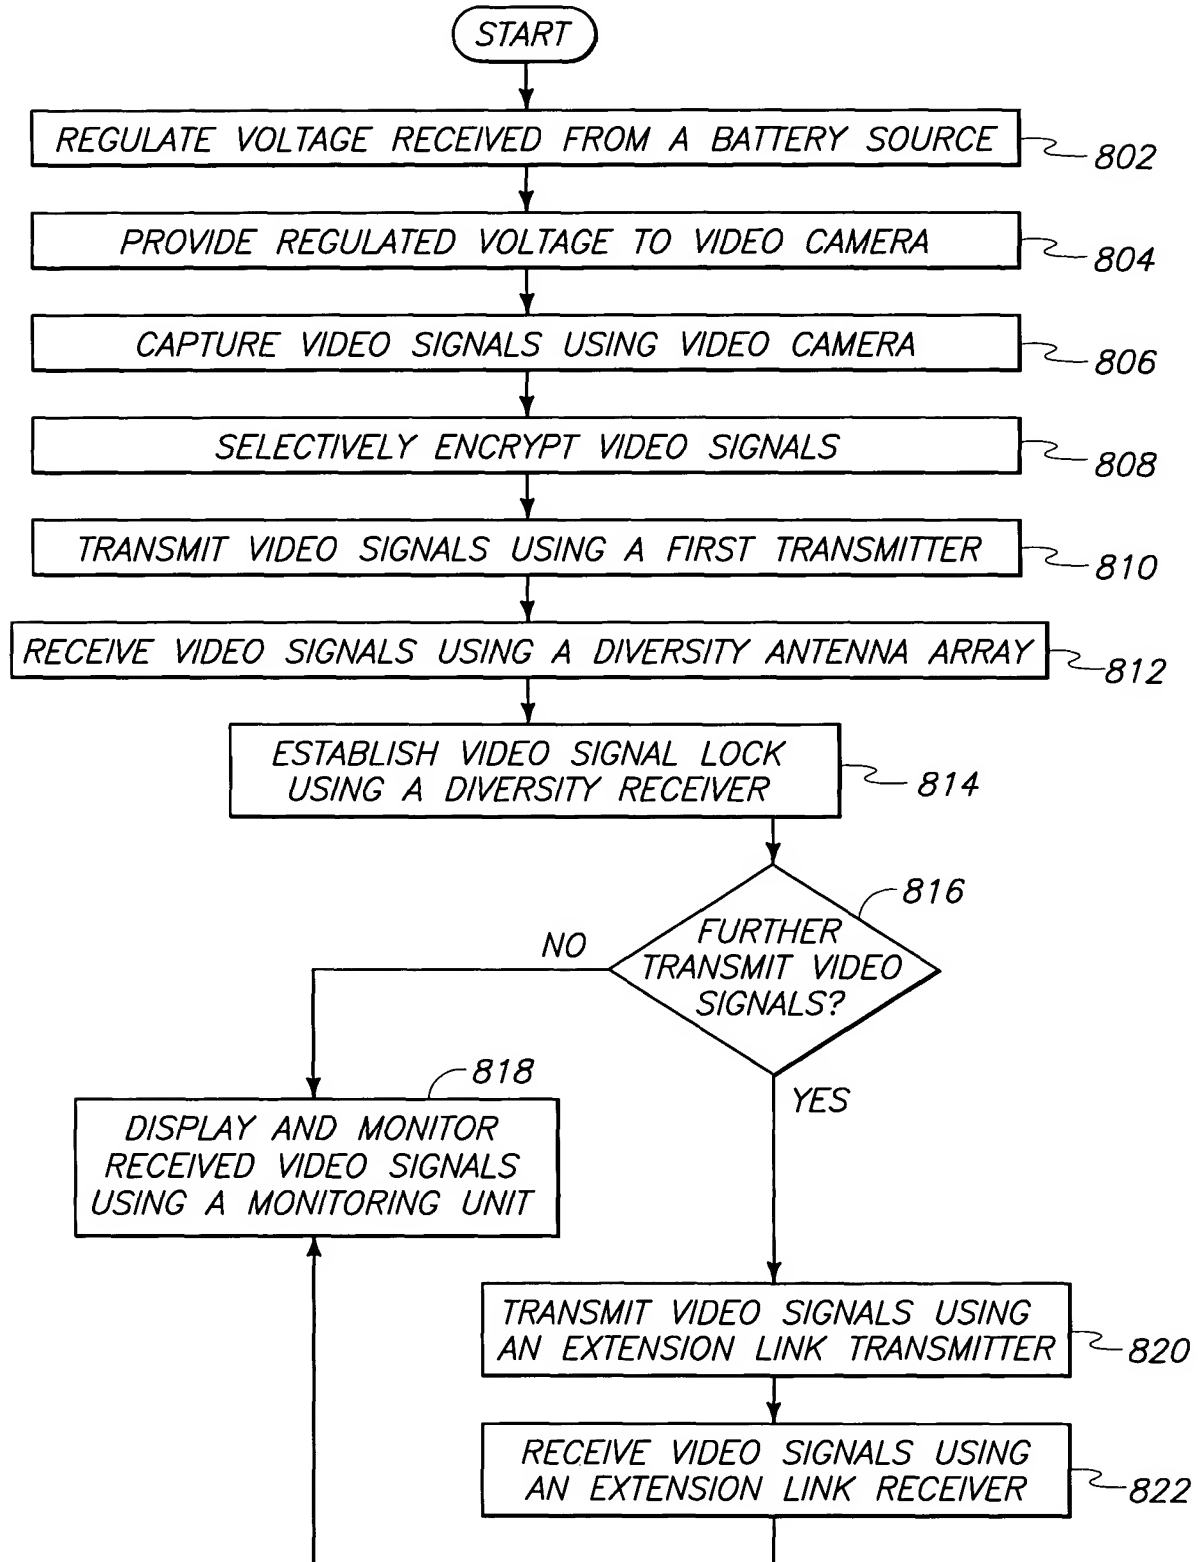 START
REGULATE VOLTAGE RECEIVED FROM A BATTERY SOURCE
802
PROVIDE REGULATED VOLTAGE TO VIDEO CAMERA
804
CAPTURE VIDEO SIGNALS USING VIDEO CAMERA
806
SELECTIVELY ENCRYPT VIDEO SIGNALS
808
TRANSMIT VIDEO SIGNALS USING A FIRST TRANSMITTER
810
RECEIVE VIDEO SIGNALS USING A DIVERSITY ANTENNA ARRAY
812
ESTABLISH VIDEO SIGNAL LOCK
USING A DIVERSITY RECEIVER
814
816
FURTHER
TRANSMIT VIDEO
SIGNALS?
NO
YES
818
DISPLAY AND MONITOR
RECEIVED VIDEO SIGNALS
USING A MONITORING UNIT
TRANSMIT VIDEO SIGNALS USING
AN EXTENSION LINK TRANSMITTER
820
RECEIVE VIDEO SIGNALS USING
AN EXTENSION LINK RECEIVER
822